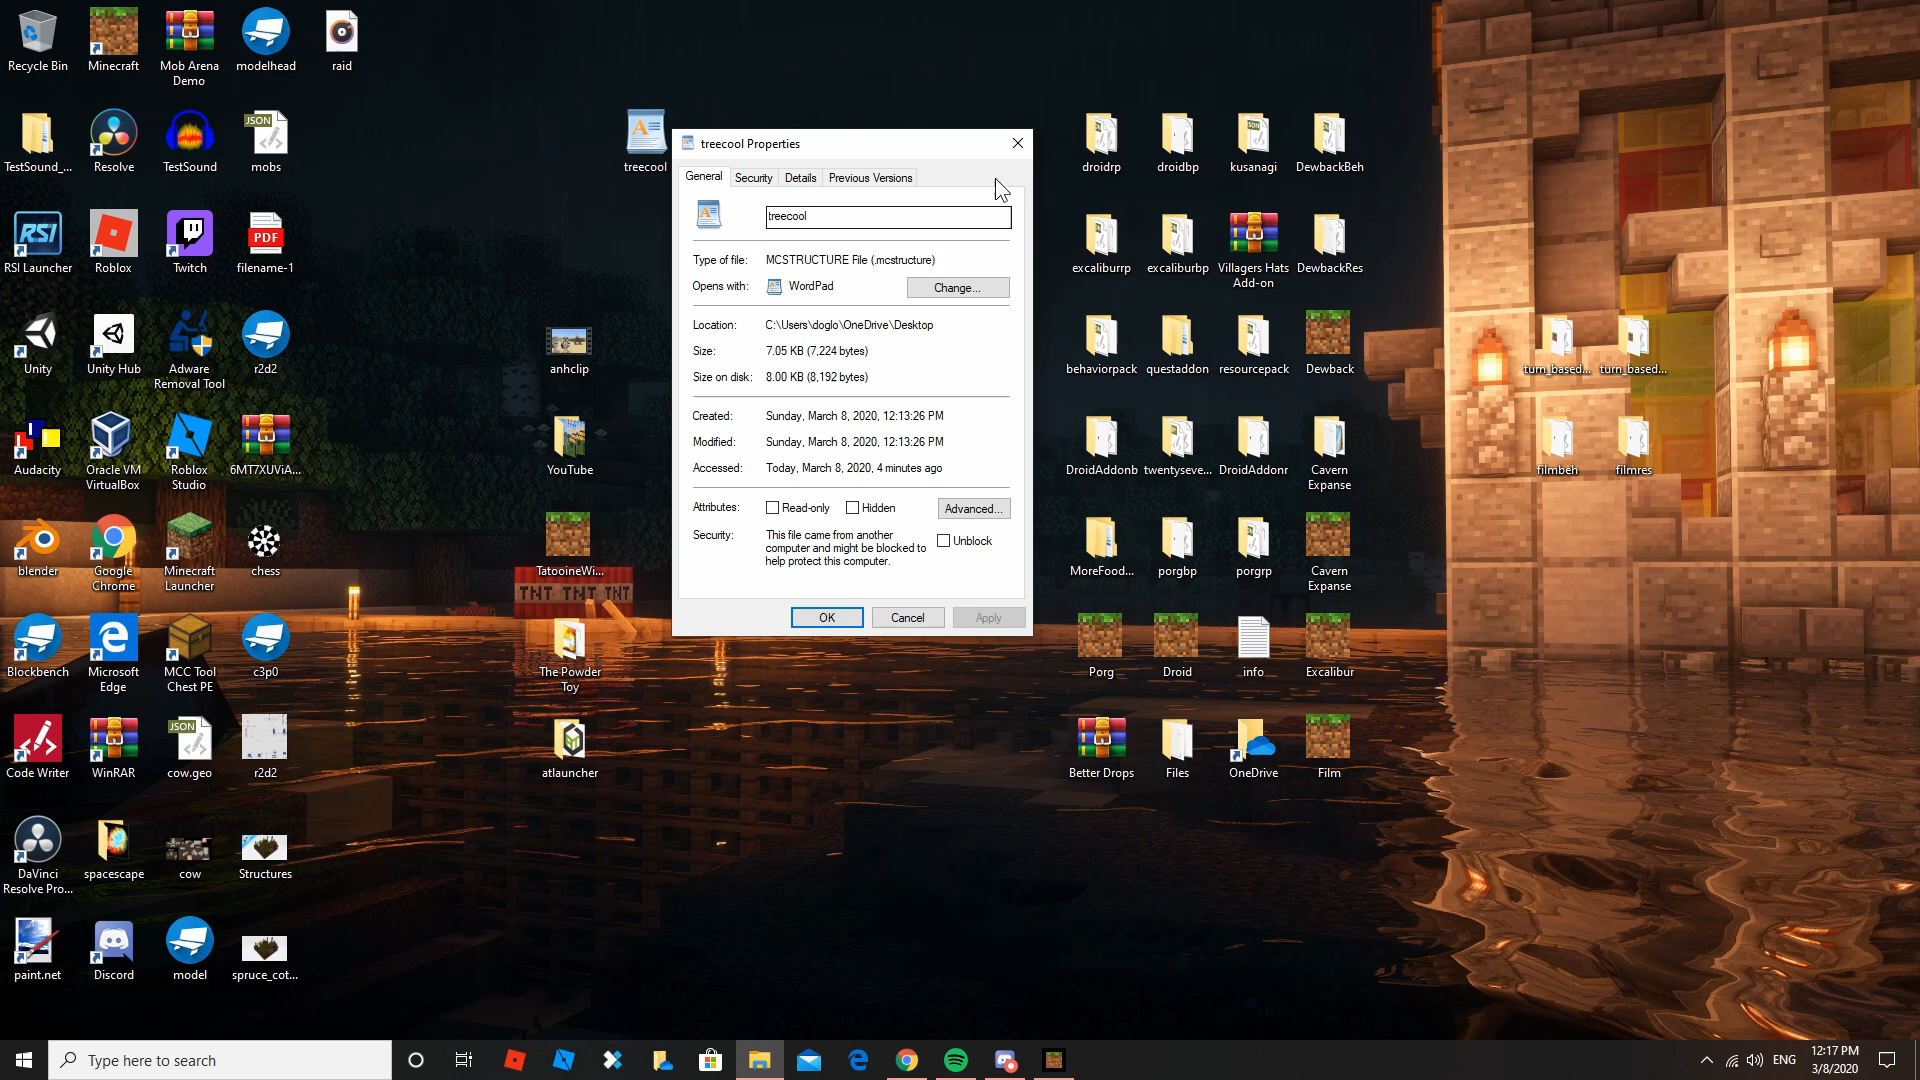 Recycle Bin
Minecraft
Mob Arena
Demo
modelhead
raid
TestSound_...
Resolve
TestSound
JSON
mobs
treecool
RSI
RSI Launcher
Roblox
Twitch
PDF
filename-1
Unity
Unity Hub
Adware
Removal Tool
r2d2
Audacity
Oracle VM
VirtualBox
Roblox
Studio
6MT7XUViA...
blender
Google
Chrome
Minecraft
Launcher
chess
Blockbench
Microsoft
Edge
MCC Tool
Chest PE
c3p0
Code Writer
WinRAR
JSON
cow.geo
r2d2
DaVinci
Resolve Pro...
spacescape
cow
Structures
paint.net
Discord
model
spruce_cot...
anhclip
YouTube
TatooineWi...
TNT TNT TNT
The Powder
Toy
atlauncher
treecool Properties
General
Security
Details
Previous Versions
treecool
Type of file:
MCSTRUCTURE File (.mcstructure)
Opens with:
WordPad
Change...
Location:
C:\Users\doglo\OneDrive\Desktop
Size:
7.05 KB (7,224 bytes)
Size on disk:
8.00 KB (8,192 bytes)
Created:
Sunday, March 8, 2020, 12:13:26 PM
Modified:
Sunday, March 8, 2020, 12:13:26 PM
Accessed:
Today, March 8, 2020, 4 minutes ago
Attributes:
Read-only
Hidden
Advanced...
Security:
This file came from another
computer and might be blocked to
help protect this computer.
Unblock
OK
Cancel
Apply
droidrp
droidbp
kusanagi
DewbackBeh
excaliburrp
excaliburbp
Villagers Hats
Add-on
DewbackRes
behaviorpack
questaddon
resourcepack
Dewback
turn_based...
turn_based...
DroidAddonb
twentyseve...
DroidAddonr
Cavern
Expanse
filmbeh
filmres
MoreFood...
porgbp
porgrp
Cavern
Expanse
Porg
Droid
info
Excalibur
Better Drops
Files
OneDrive
Film
Type here to search
ENG
12:17 PM
3/8/2020